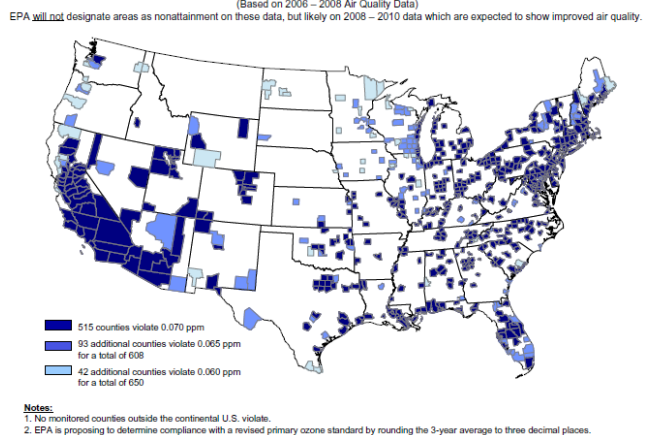 (Based on 2006 – 2008 Air Quality Data)
EPA will not designate areas as nonattainment on these data, but likely on 2008 – 2010 data which are expected to show improved air quality.
515 counties violate 0.070 ppm
93 additional counties violate 0.065 ppm
for a total of 608
42 additional counties violate 0.060 ppm
for a total of 650
Notes:
1. No monitored counties outside the continental U.S. violate.
2. EPA is proposing to determine compliance with a revised primary ozone standard by rounding the 3-year average to three decimal places.